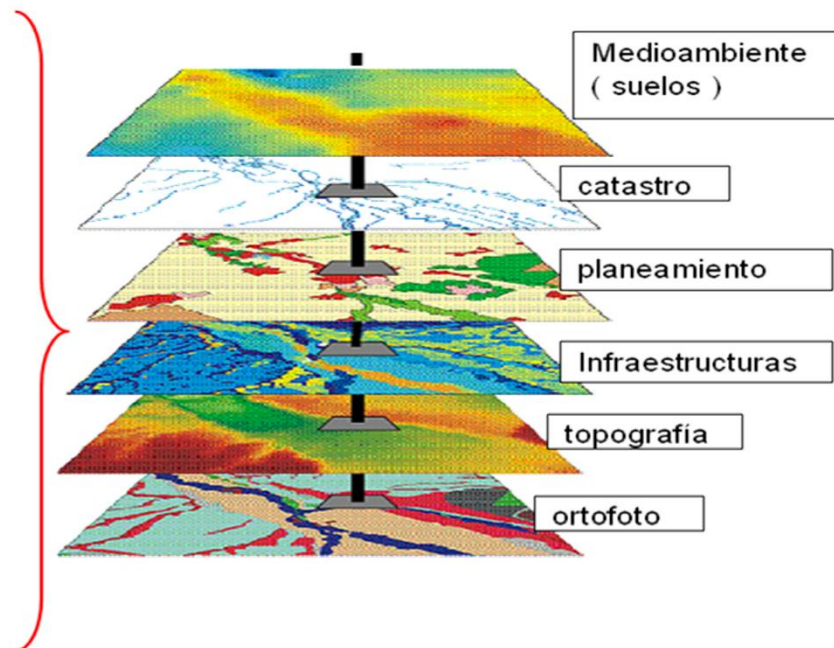 Medioambiente
( suelos )
catastro
planeamiento
Infraestructuras
topografía
ortofoto